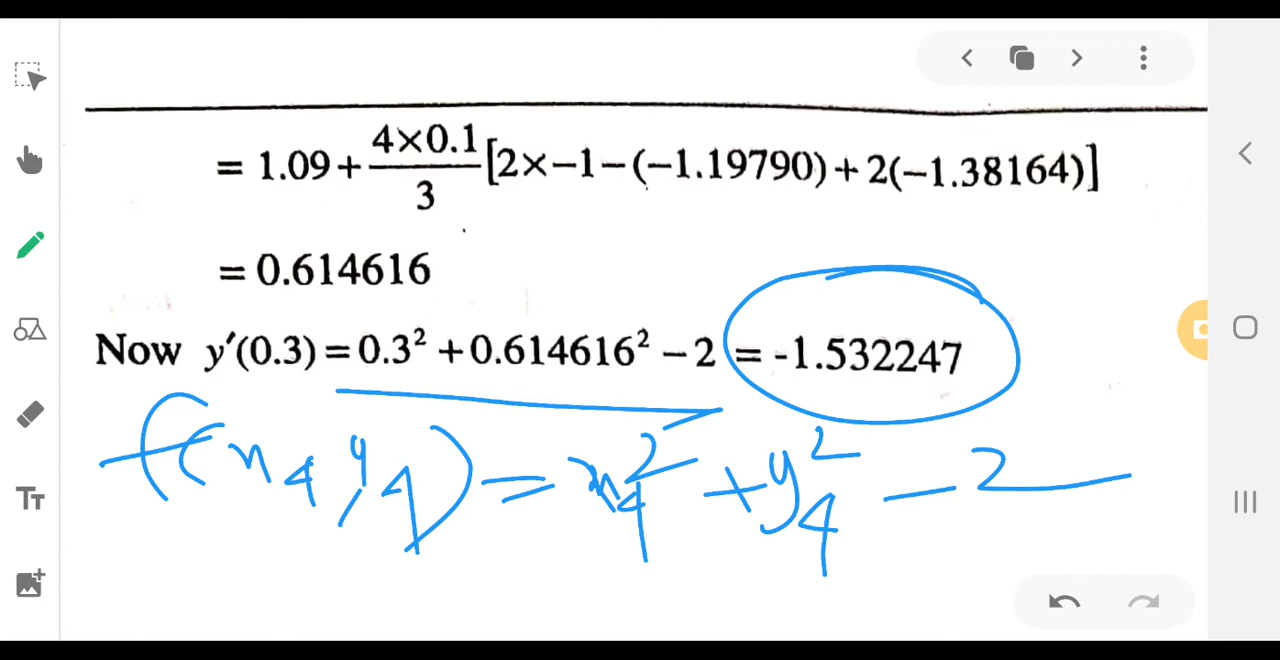 = 1.09 + 4×0.1/3 [2×−1−(−1.19790)+2(−1.38164)]
= 0.614616
Now y′(0.3) = 0.3² + 0.614616² − 2 = -1.532247
f(x₄, y₄) = x₄² + y₄² − 2
TT